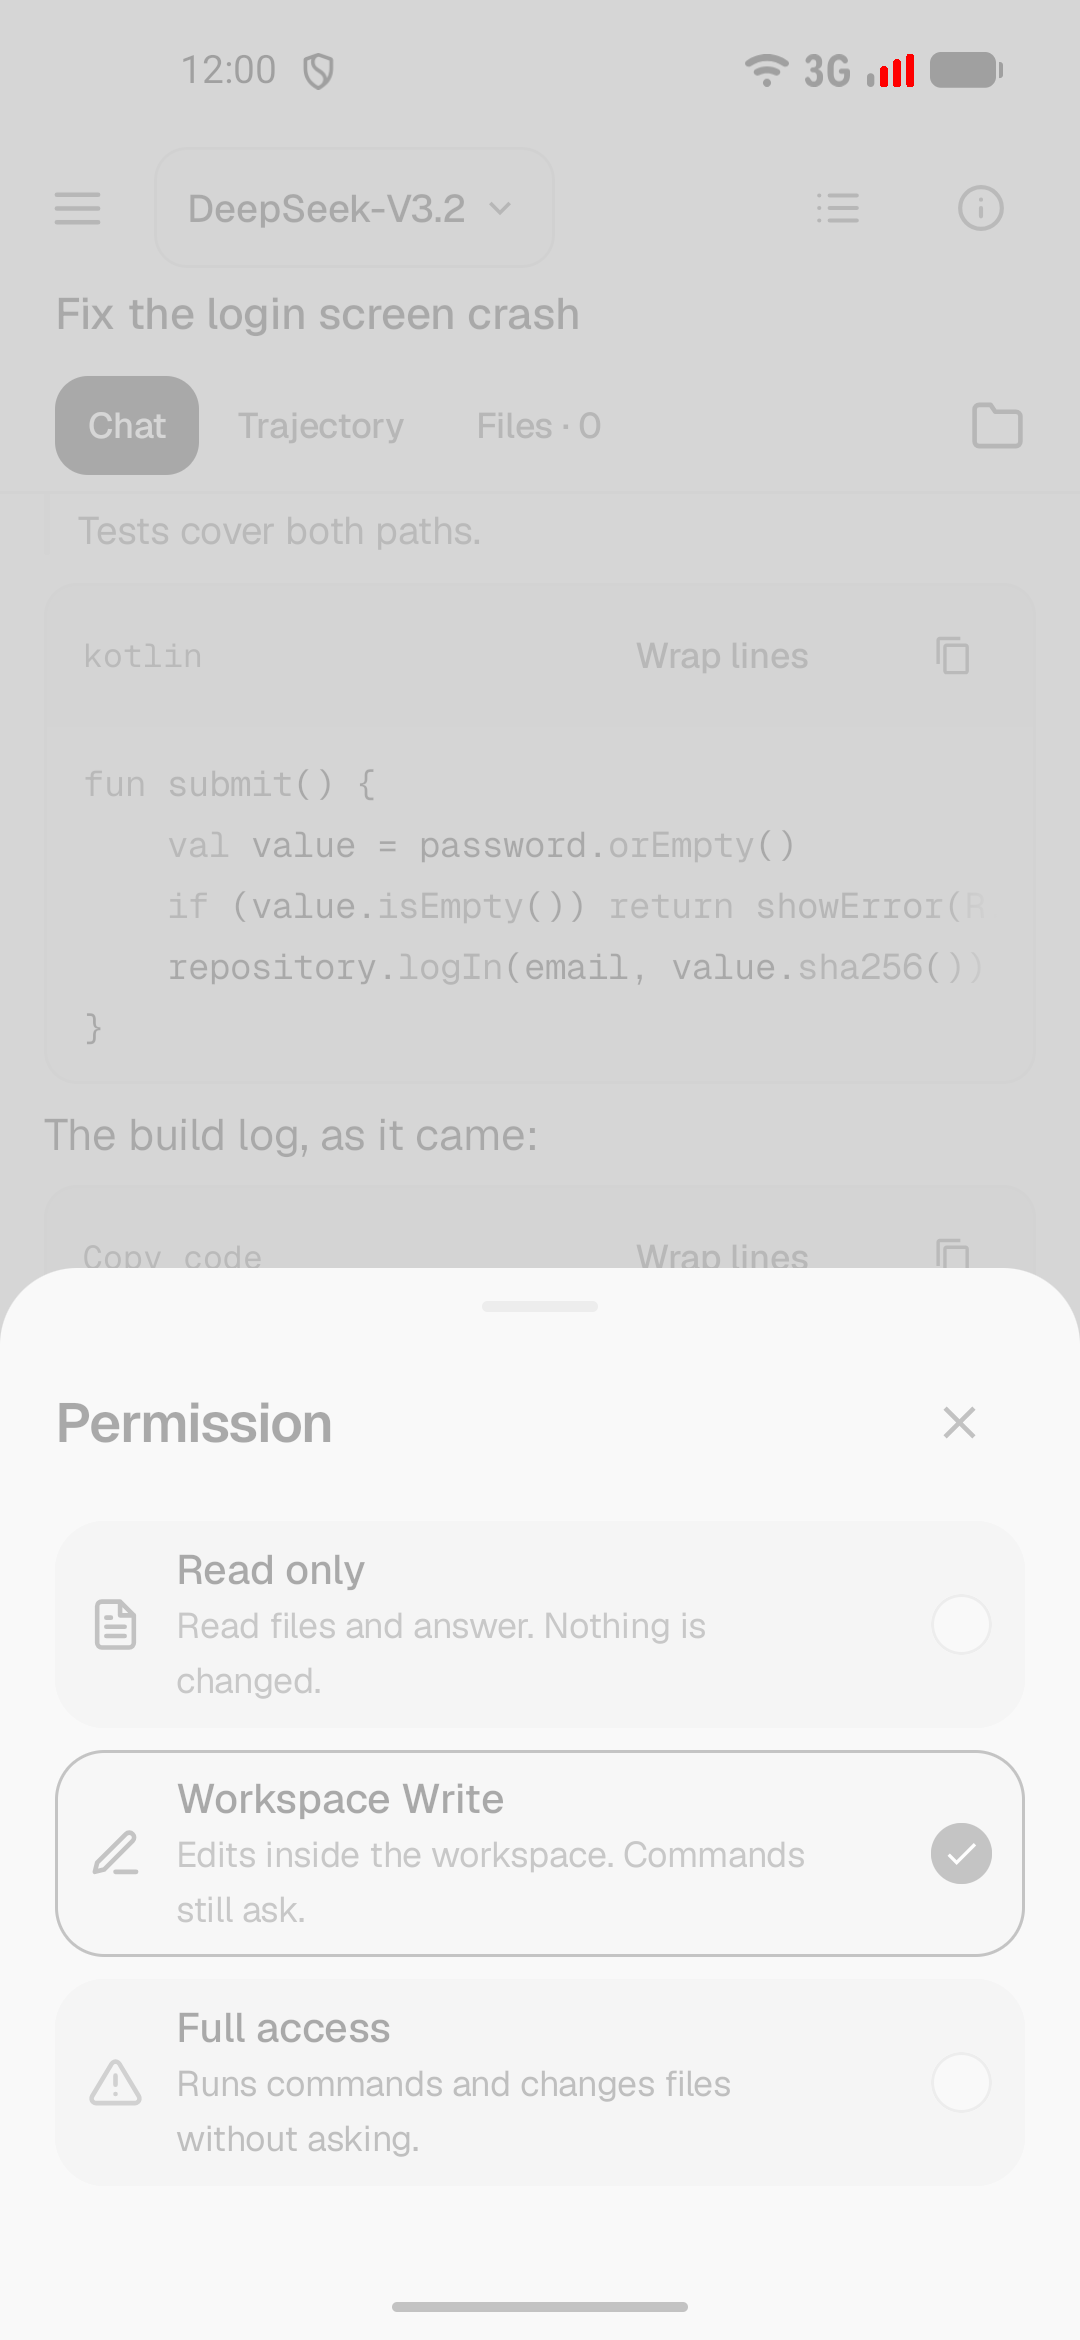 12:00
3G
DeepSeek-V3.2
Fix the login screen crash
Chat
Trajectory
Files · 0
Tests cover both paths.
kotlin
Wrap lines
fun submit() {
    val value = password.orEmpty()
    if (value.isEmpty()) return showError(R
    repository.logIn(email, value.sha256())
}
The build log, as it came:
Copy code
Wrap lines
Permission
Read only
Read files and answer. Nothing is
changed.
Workspace Write
Edits inside the workspace. Commands
still ask.
Full access
Runs commands and changes files
without asking.